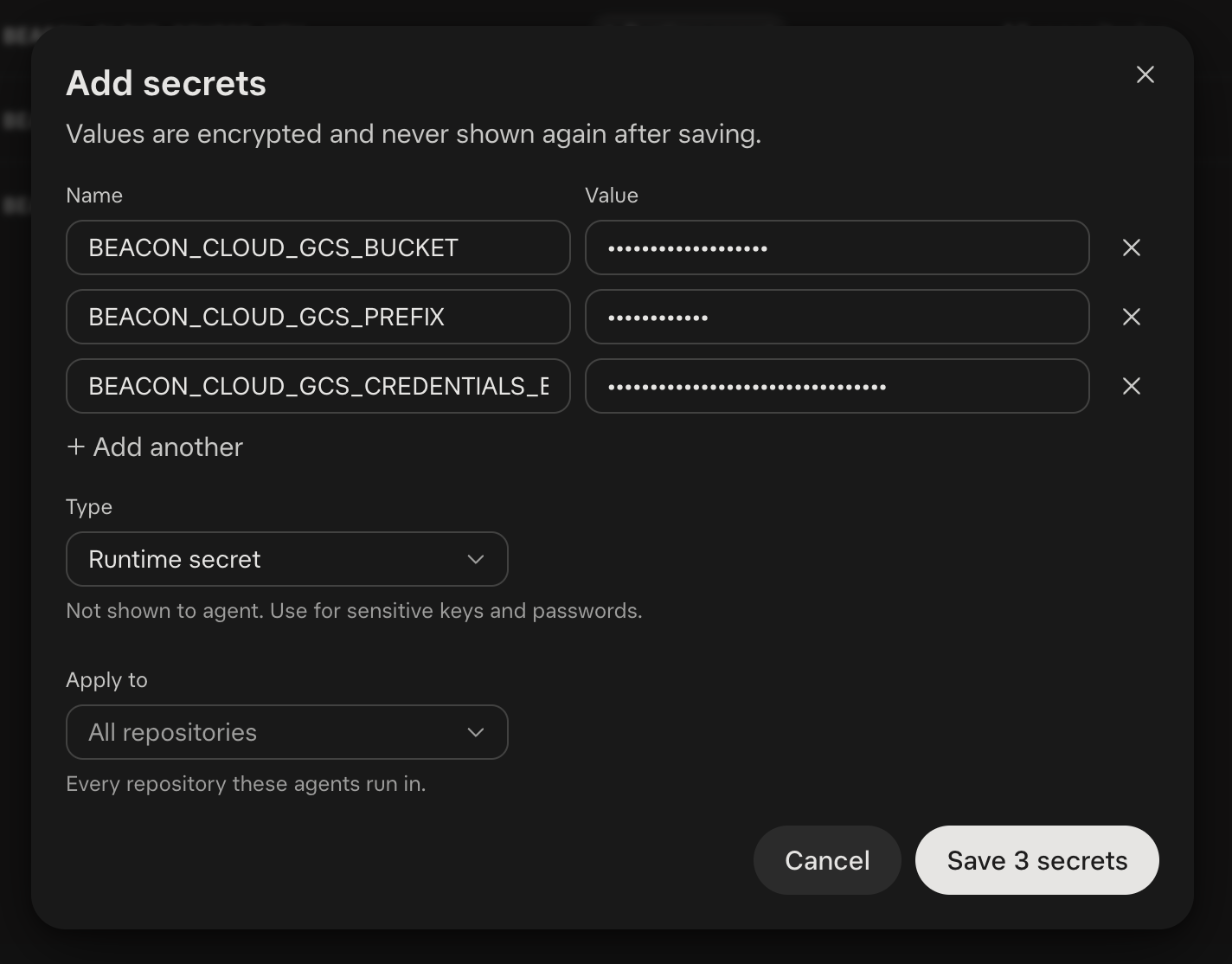 Add secrets
Values are encrypted and never shown again after saving.
Name Value
BEACON_CLOUD_GCS_BUCKET •••••••••••••••••••
BEACON_CLOUD_GCS_PREFIX ••••••••••••
BEACON_CLOUD_GCS_CREDENTIALS_E •••••••••••••••••••••••••••••••••
+ Add another
Type
Runtime secret
Not shown to agent. Use for sensitive keys and passwords.
Apply to
All repositories
Every repository these agents run in.
Cancel Save 3 secrets